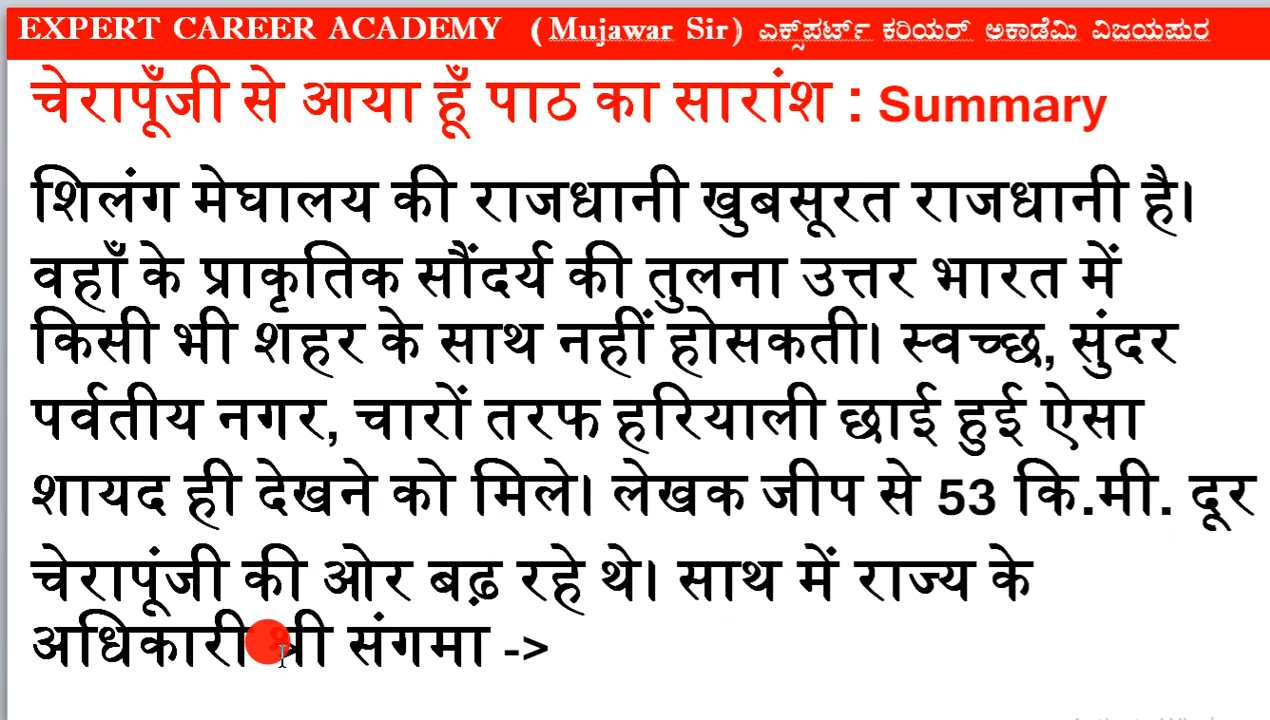 EXPERT CAREER ACADEMY (Mujawar Sir) ಎಕ್ಸ್‌ಪರ್ಟ್ ಕರಿಯರ್ ಅಕಾಡೆಮಿ ವಿಜಯಪುರ
चेरापूँजी से आया हूँ पाठ का सारांश : Summary
शिलंग मेघालय की राजधानी खुबसूरत राजधानी है।
वहाँ के प्राकृतिक सौंदर्य की तुलना उत्तर भारत में
किसी भी शहर के साथ नहीं होसकती। स्वच्छ, सुंदर
पर्वतीय नगर, चारों तरफ हरियाली छाई हुई ऐसा
शायद ही देखने को मिले। लेखक जीप से 53 कि.मी. दूर
चेरापूंजी की ओर बढ़ रहे थे। साथ में राज्य के
अधिकारी श्री संगमा ->